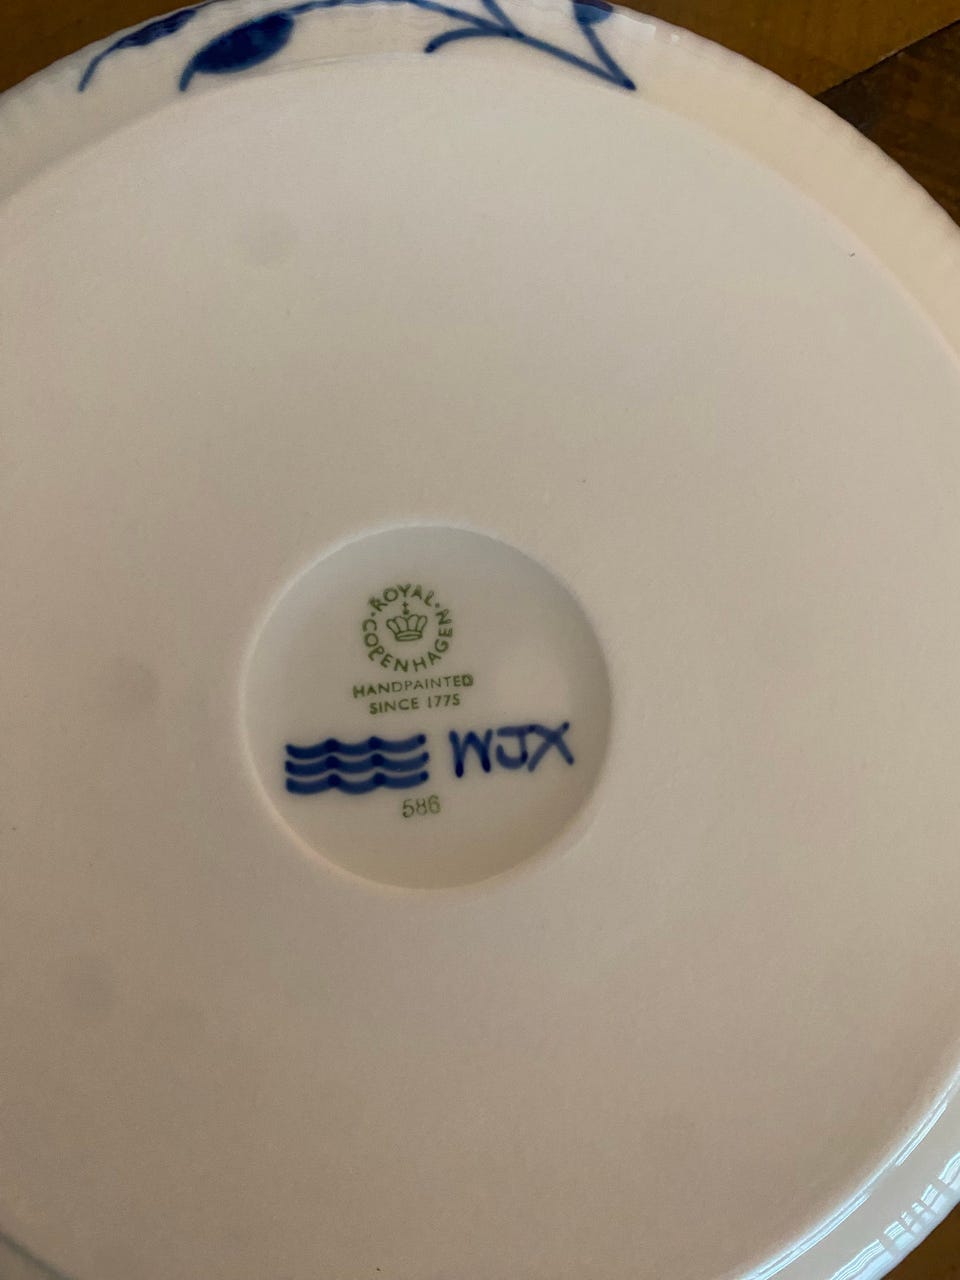 ROYAL
COPENHAGEN
HANDPAINTED
SINCE 1775
WJX
586